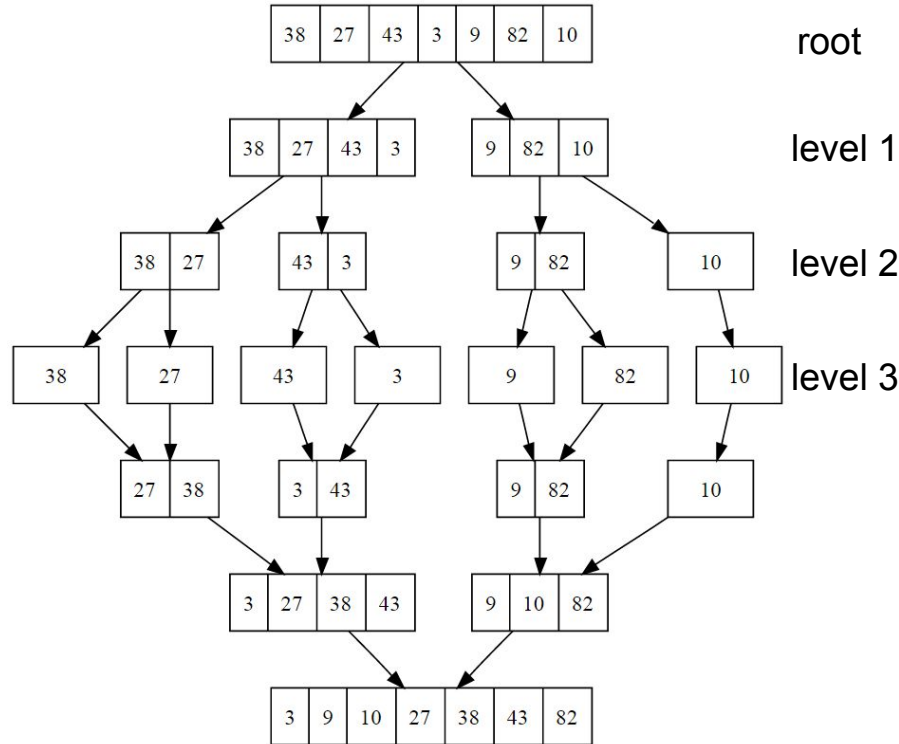 38 27 43 3 9 82 10 root
38 27 43 3 9 82 10 level 1
38 27 43 3 9 82 10 level 2
38 27 43 3 9 82 10 level 3
27 38 3 43 9 82 10
3 27 38 43 9 10 82
3 9 10 27 38 43 82